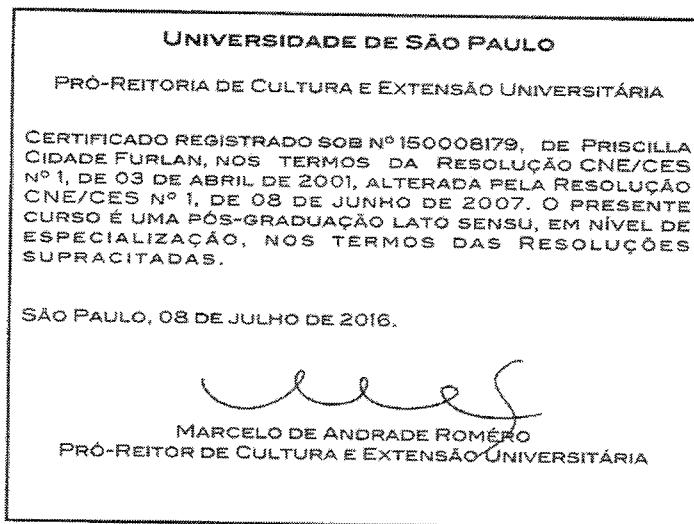 UNIVERSIDADE DE SÃO PAULO
PRÓ-REITORIA DE CULTURA E EXTENSÃO UNIVERSITÁRIA
CERTIFICADO REGISTRADO SOB Nº 150008179, DE PRISCILLA
CIDADE FURLAN, NOS TERMOS DA RESOLUÇÃO CNE/CES
Nº 1, DE 03 DE ABRIL DE 2001, ALTERADA PELA RESOLUÇÃO
CNE/CES Nº 1, DE 08 DE JUNHO DE 2007. O PRESENTE
CURSO É UMA PÓS-GRADUAÇÃO LATO SENSU, EM NÍVEL DE
ESPECIALIZAÇÃO, NOS TERMOS DAS RESOLUÇÕES
SUPRACITADAS.
SÃO PAULO, 08 DE JULHO DE 2016.
MARCELO DE ANDRADE ROMÉRO
PRÓ-REITOR DE CULTURA E EXTENSÃO UNIVERSITÁRIA